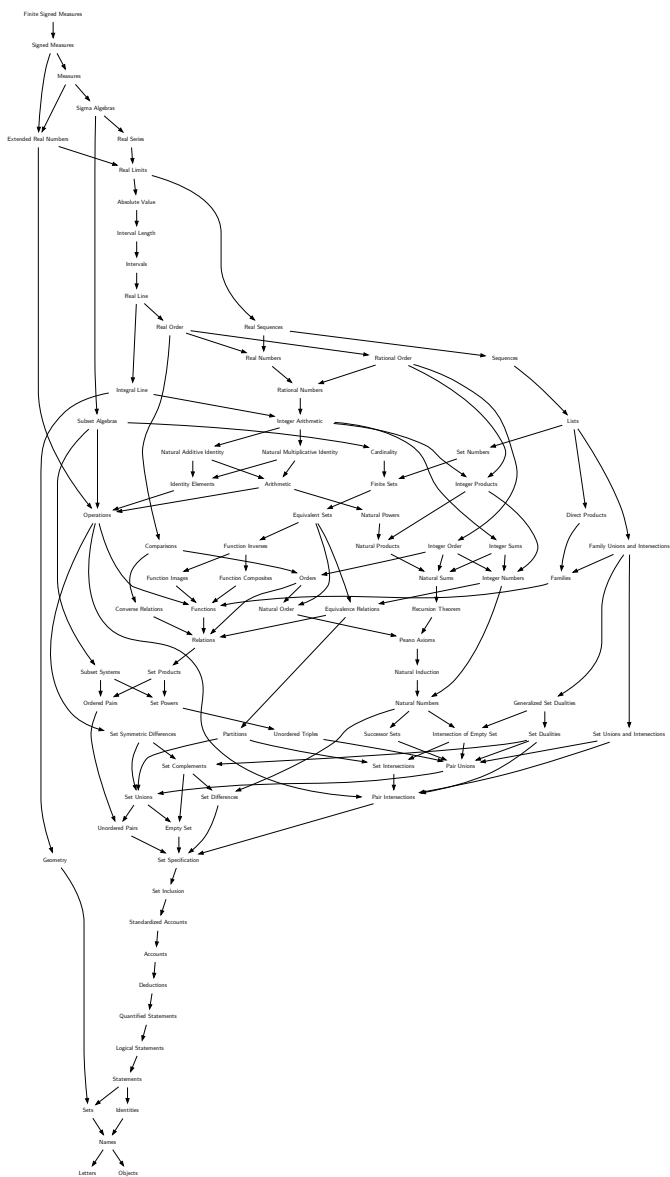 Finite Signed Measures
Signed Measures
Measures
Sigma Algebras
Extended Real Numbers
Real Series
Real Limits
Absolute Value
Interval Length
Intervals
Real Line
Real Order
Real Sequences
Real Numbers
Rational Order
Sequences
Integral Line
Rational Numbers
Subset Algebras
Integer Arithmetic
Lists
Natural Additive Identity
Natural Multiplicative Identity
Cardinality
Set Numbers
Identity Elements
Arithmetic
Finite Sets
Integer Products
Operations
Equivalent Sets
Natural Powers
Direct Products
Comparisons
Function Inverses
Natural Products
Integer Order
Integer Sums
Family Unions and Intersections
Function Images
Function Composites
Orders
Natural Sums
Integer Numbers
Families
Converse Relations
Functions
Natural Order
Equivalence Relations
Recursion Theorem
Relations
Peano Axioms
Subset Systems
Set Products
Natural Induction
Ordered Pairs
Set Powers
Natural Numbers
Generalized Set Dualities
Set Symmetric Differences
Partitions
Unordered Triples
Successor Sets
Intersection of Empty Set
Set Dualities
Set Unions and Intersections
Set Complements
Set Intersections
Pair Unions
Set Unions
Set Differences
Pair Intersections
Unordered Pairs
Empty Set
Geometry
Set Specification
Set Inclusion
Standardized Accounts
Accounts
Deductions
Quantified Statements
Logical Statements
Statements
Sets
Identities
Names
Letters
Objects